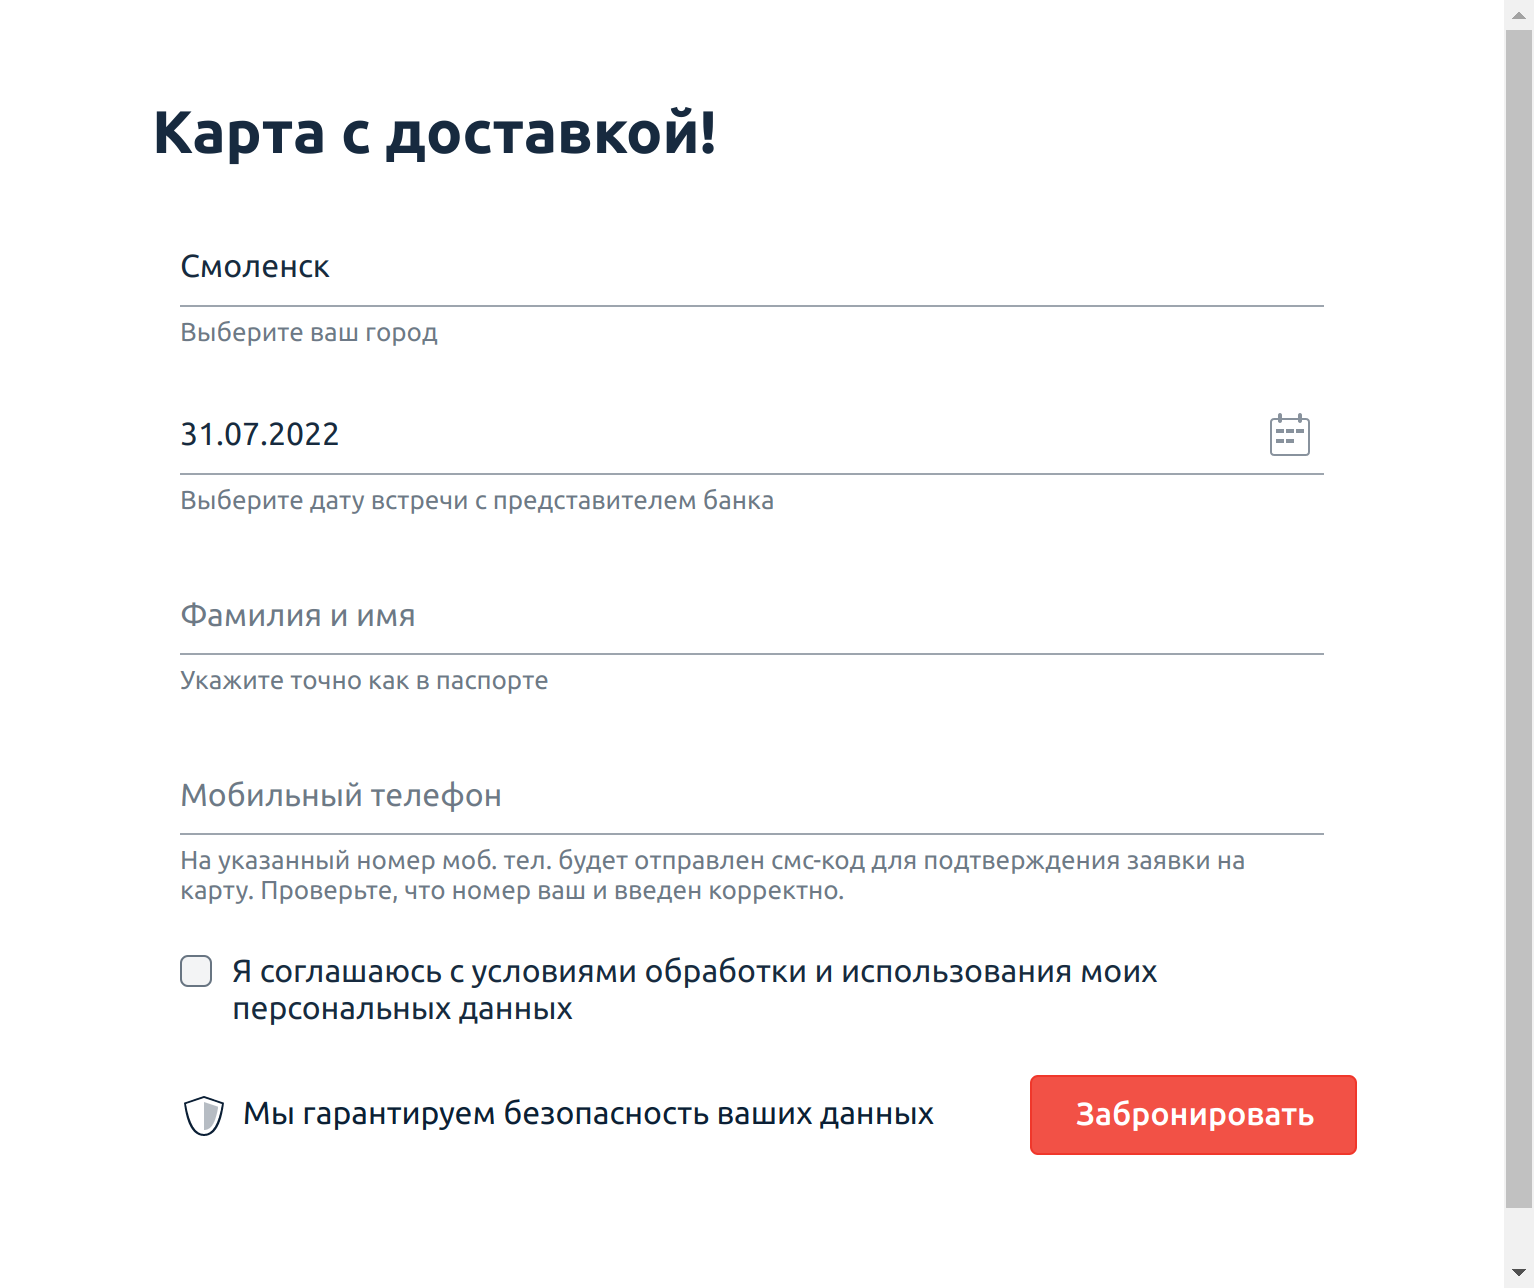 Карта с доставкой!
Смоленск
Выберите ваш город
31.07.2022
Выберите дату встречи с представителем банка
Фамилия и имя
Укажите точно как в паспорте
Мобильный телефон
На указанный номер моб. тел. будет отправлен смс-код для подтверждения заявки на
карту. Проверьте, что номер ваш и введен корректно.
Я соглашаюсь с условиями обработки и использования моих
персональных данных
Мы гарантируем безопасность ваших данных
Забронировать